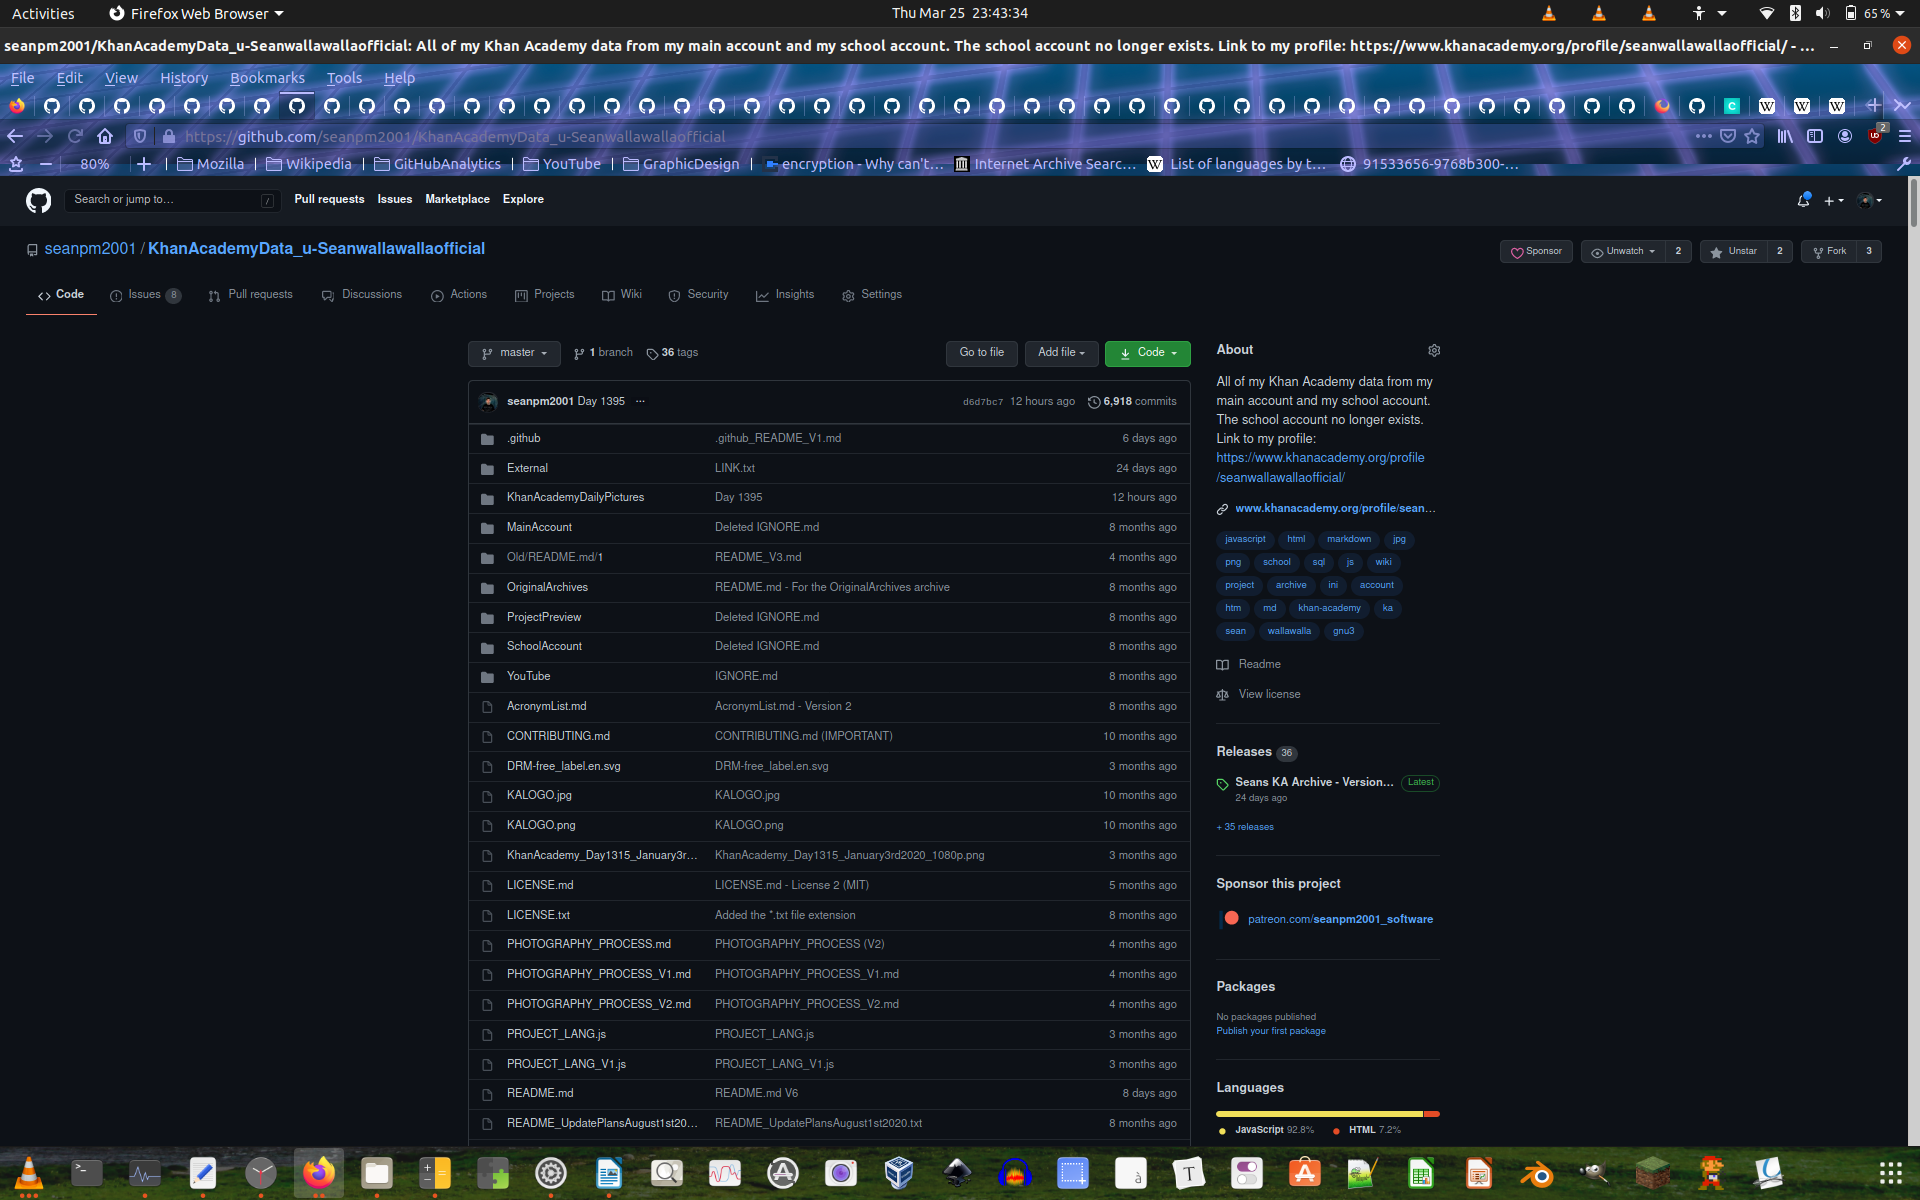 Activities
Firefox Web Browser
Thu Mar 25 23:43:34
65 %
seanpm2001/KhanAcademyData_u-Seanwallawallaofficial: All of my Khan Academy data from my main account and my school account. The school account no longer exists. Link to my profile: https://www.khanacademy.org/profile/seanwallawallaofficial/ - …
File Edit View History Bookmarks Tools Help
https://github.com/seanpm2001/KhanAcademyData_u-Seanwallawallaofficial
2
80%
Mozilla
Wikipedia
GitHubAnalytics
YouTube
GraphicDesign
encryption - Why can't…
Internet Archive Searc…
List of languages by t…
91533656-9768b300-…
Search or jump to…
/
Pull requests Issues Marketplace Explore
seanpm2001 / KhanAcademyData_u-Seanwallawallaofficial
Sponsor
Unwatch 2
Unstar 2
Fork 3
Code
Issues 8
Pull requests
Discussions
Actions
Projects
Wiki
Security
Insights
Settings
master
1 branch
36 tags
Go to file
Add file
Code
seanpm2001 Day 1395 … d6d7bc7 12 hours ago 6,918 commits
.github .github_README_V1.md 6 days ago
External LINK.txt 24 days ago
KhanAcademyDailyPictures Day 1395 12 hours ago
MainAccount Deleted IGNORE.md 8 months ago
Old/README.md/1 README_V3.md 4 months ago
OriginalArchives README.md - For the OriginalArchives archive 8 months ago
ProjectPreview Deleted IGNORE.md 8 months ago
SchoolAccount Deleted IGNORE.md 8 months ago
YouTube IGNORE.md 8 months ago
AcronymList.md AcronymList.md - Version 2 8 months ago
CONTRIBUTING.md CONTRIBUTING.md (IMPORTANT) 10 months ago
DRM-free_label.en.svg DRM-free_label.en.svg 3 months ago
KALOGO.jpg KALOGO.jpg 10 months ago
KALOGO.png KALOGO.png 10 months ago
KhanAcademy_Day1315_January3r… KhanAcademy_Day1315_January3rd2020_1080p.png 3 months ago
LICENSE.md LICENSE.md - License 2 (MIT) 5 months ago
LICENSE.txt Added the *.txt file extension 8 months ago
PHOTOGRAPHY_PROCESS.md PHOTOGRAPHY_PROCESS (V2) 4 months ago
PHOTOGRAPHY_PROCESS_V1.md PHOTOGRAPHY_PROCESS_V1.md 4 months ago
PHOTOGRAPHY_PROCESS_V2.md PHOTOGRAPHY_PROCESS_V2.md 4 months ago
PROJECT_LANG.js PROJECT_LANG.js 3 months ago
PROJECT_LANG_V1.js PROJECT_LANG_V1.js 3 months ago
README.md README.md V6 8 days ago
README_UpdatePlansAugust1st20… README_UpdatePlansAugust1st2020.txt 8 months ago
About
All of my Khan Academy data from my
main account and my school account.
The school account no longer exists.
Link to my profile:
https://www.khanacademy.org/profile
/seanwallawallaofficial/
www.khanacademy.org/profile/sean…
javascript html markdown jpg
png school sql js wiki
project archive ini account
htm md khan-academy ka
sean wallawalla gnu3
Readme
View license
Releases 36
Seans KA Archive - Version… Latest
24 days ago
+ 35 releases
Sponsor this project
patreon.com/seanpm2001_software
Packages
No packages published
Publish your first package
Languages
JavaScript 92.8% HTML 7.2%